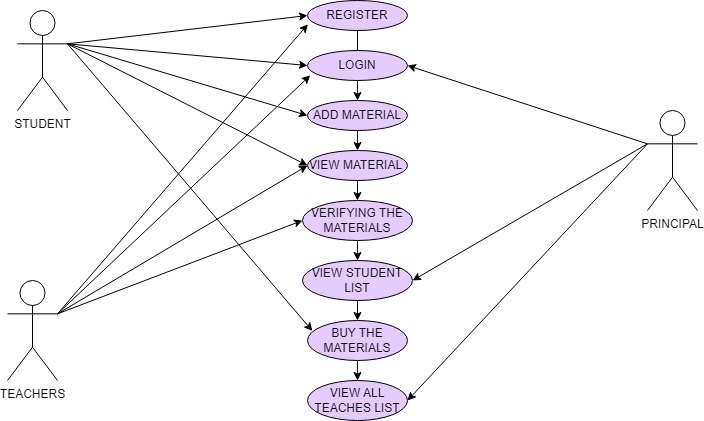 REGISTER
LOGIN
STUDENT
ADD MATERIAL
VIEW MATERIAL
VERIFYING THE
MATERIALS
PRINCIPAL
VIEW STUDENT
LIST
BUY THE
MATERIALS
TEACHERS
VIEW ALL
TEACHES LIST